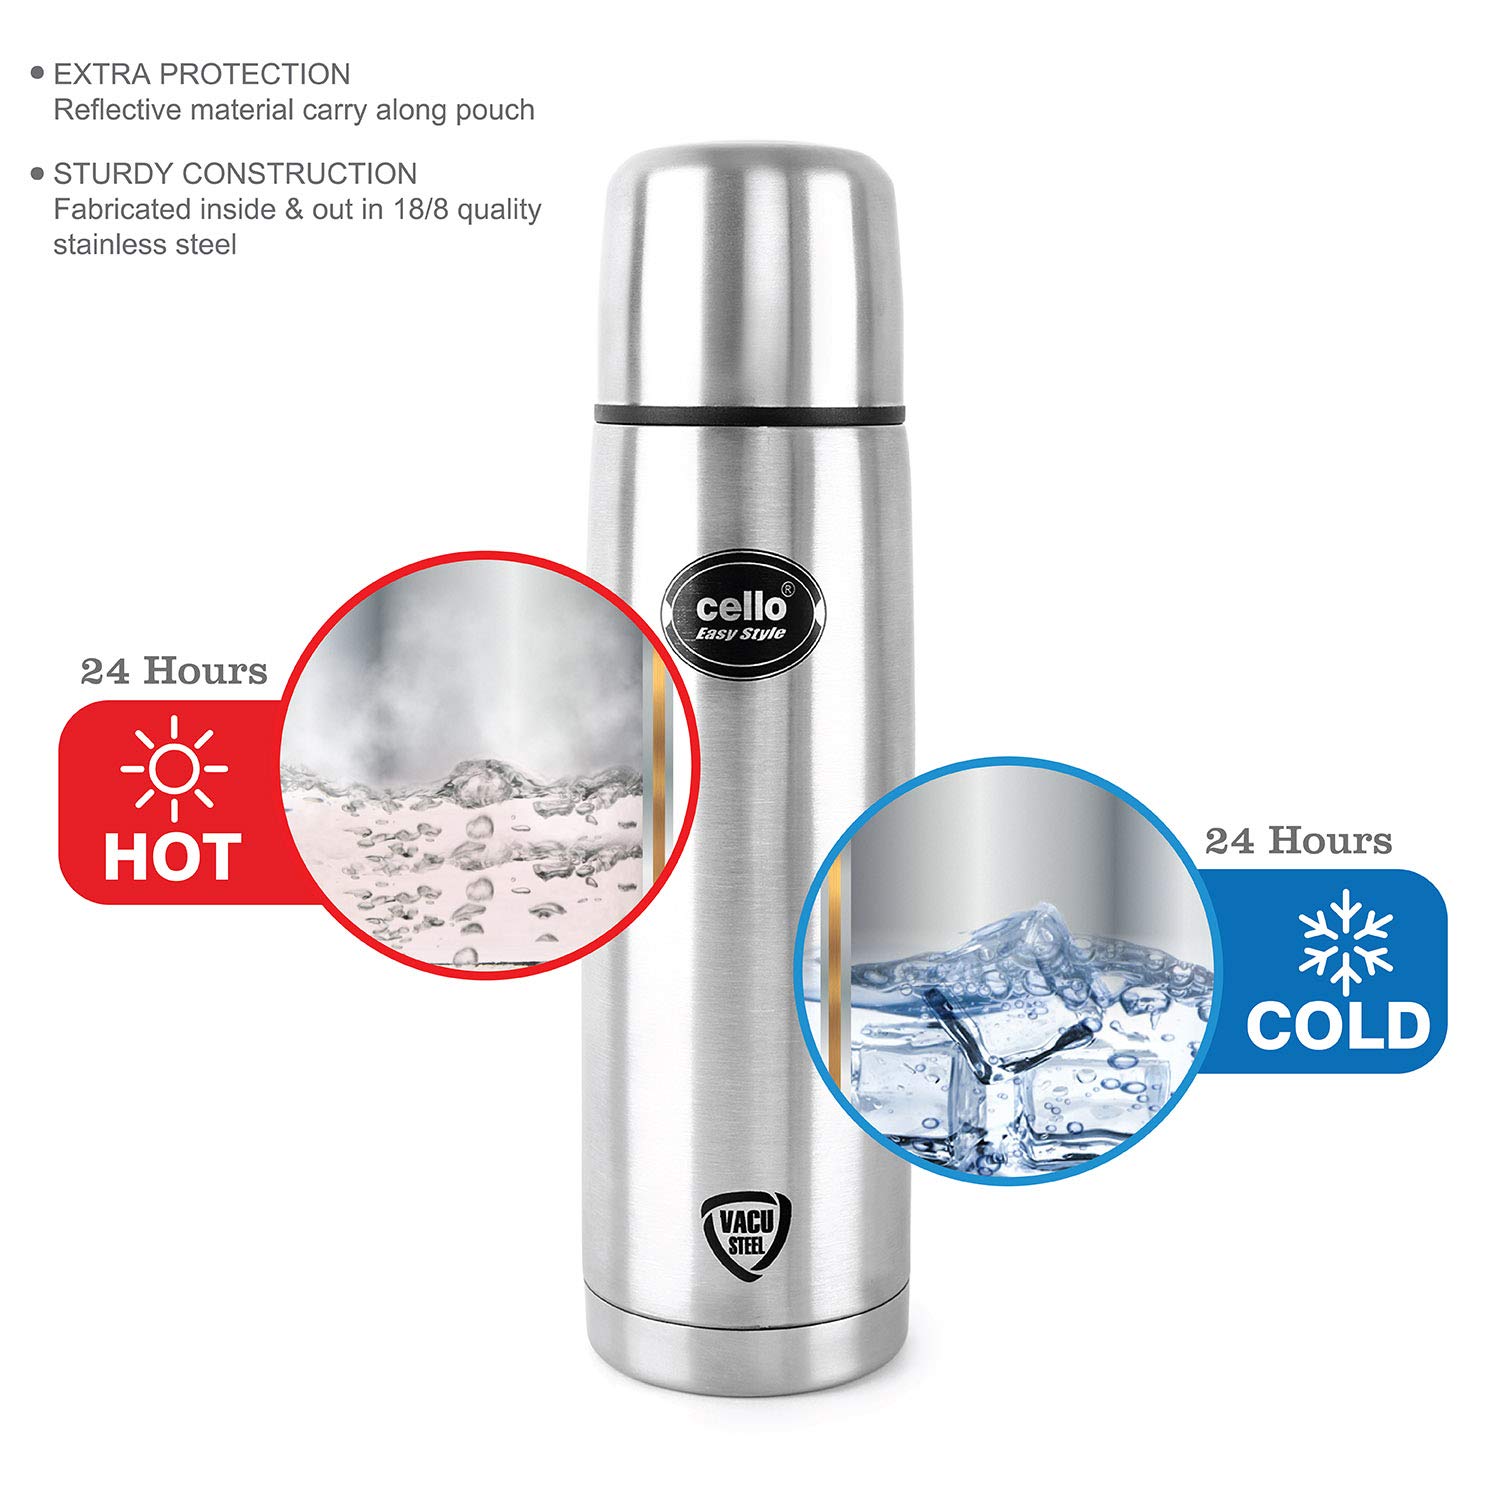 • EXTRA PROTECTION
Reflective material carry along pouch
• STURDY CONSTRUCTION
Fabricated inside & out in 18/8 quality
stainless steel
cello®
Easy Style
24 Hours
HOT
24 Hours
COLD
VACU
STEEL